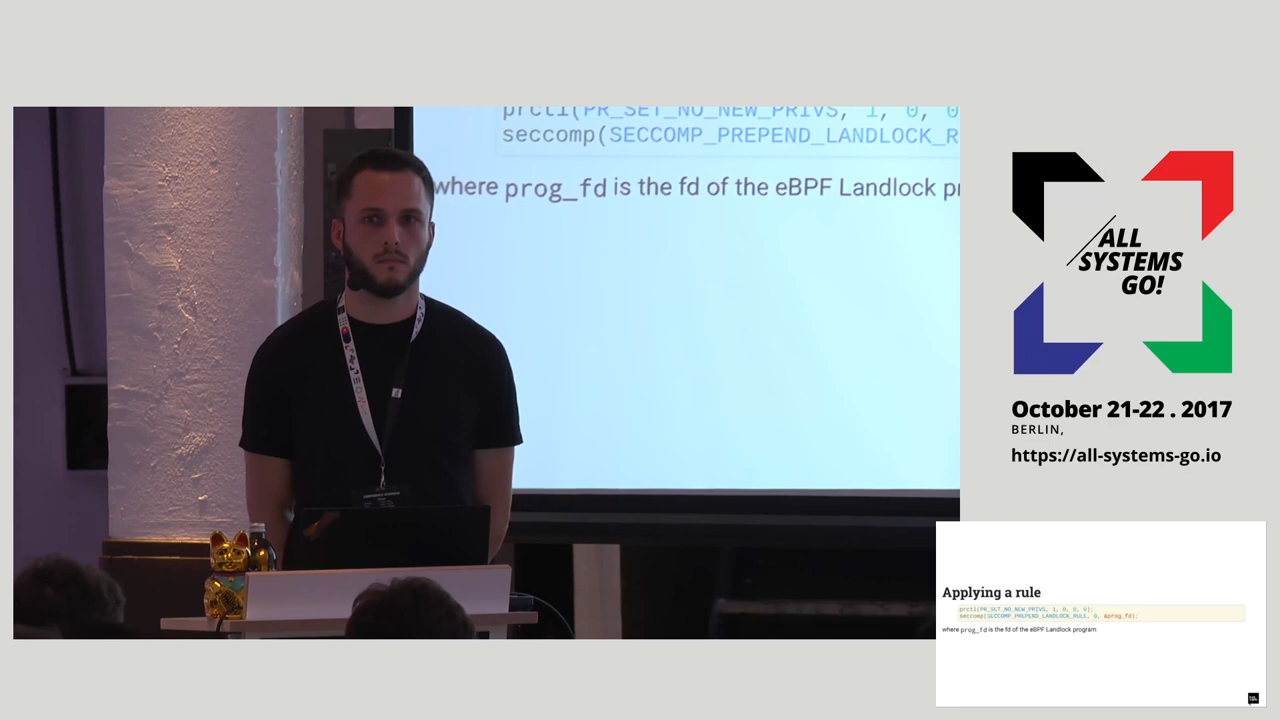 prctl(PR_SET_NO_NEW_PRIVS, 1, 0, 0
seccomp(SECCOMP_PREPEND_LANDLOCK_R
where prog_fd is the fd of the eBPF Landlock pr
ALL
SYSTEMS
GO!
October 21-22 . 2017
BERLIN,
https://all-systems-go.io
Applying a rule
prctl(PR_SET_NO_NEW_PRIVS, 1, 0, 0, 0);
seccomp(SECCOMP_PREPEND_LANDLOCK_RULE, 0, &prog_fd);
where prog_fd is the fd of the eBPF Landlock program